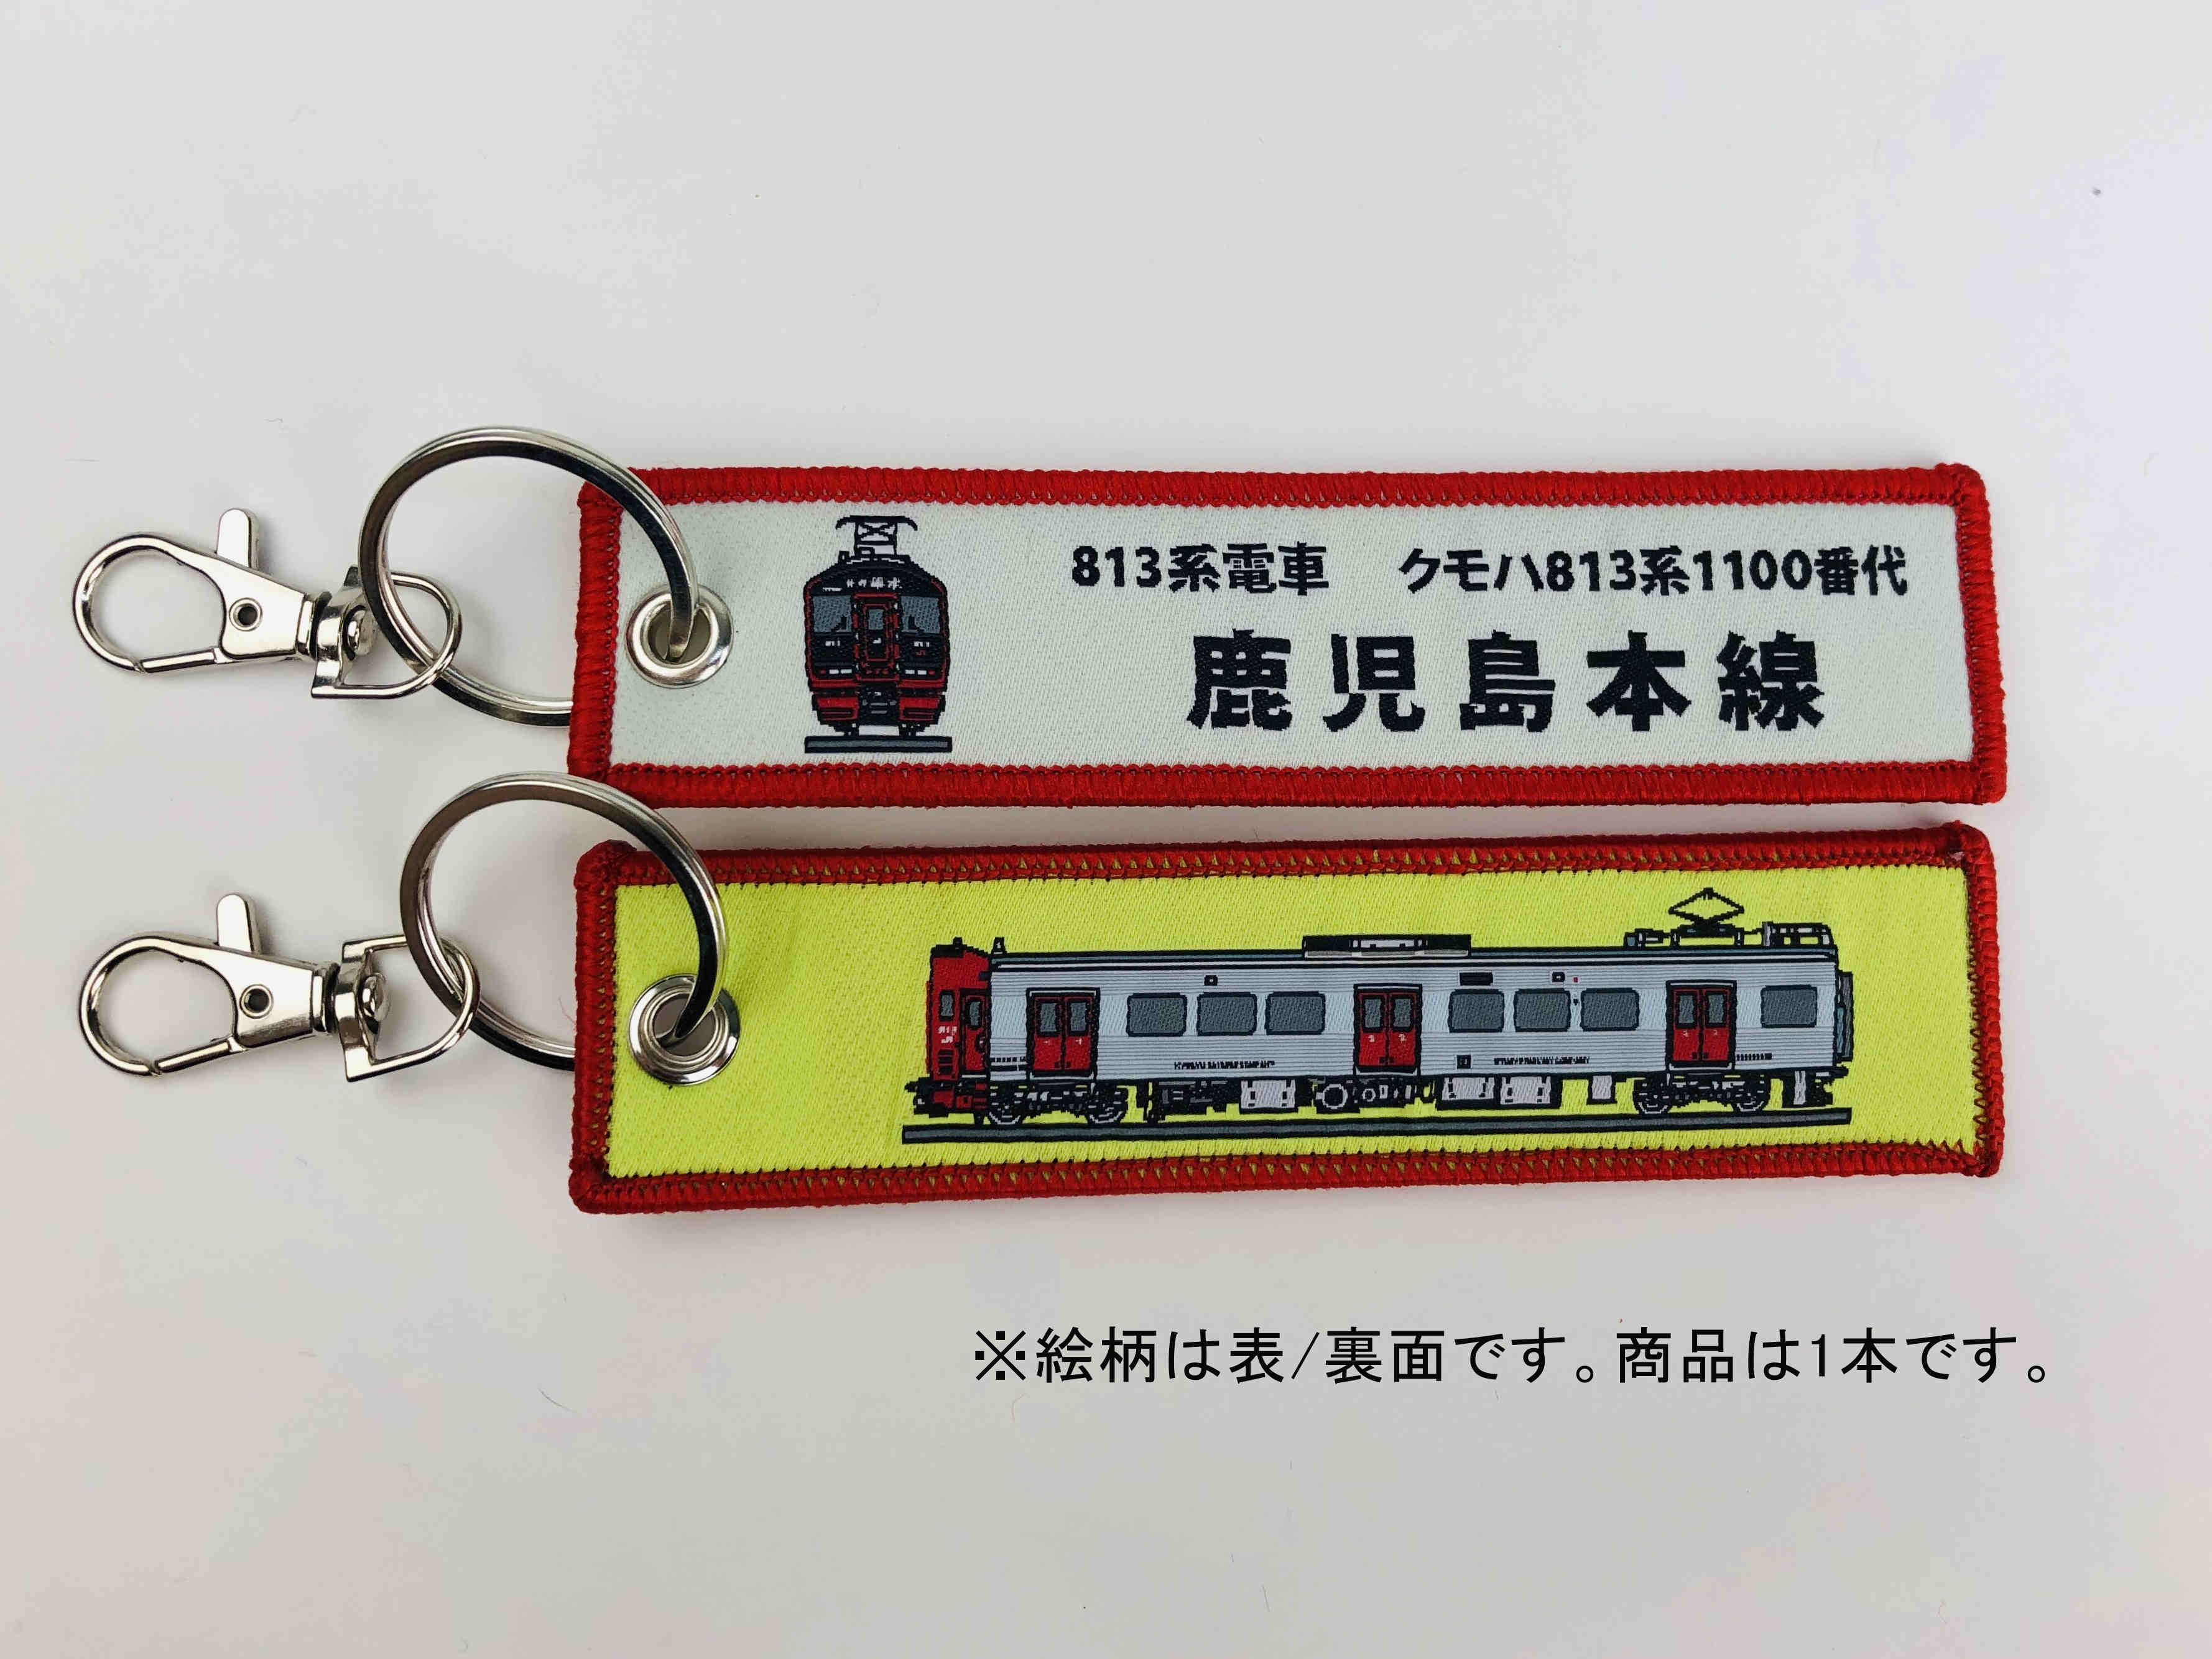 813系電車 クモハ813系1100番代
鹿児島本線
※絵柄は表/裏面です。商品は1本です。